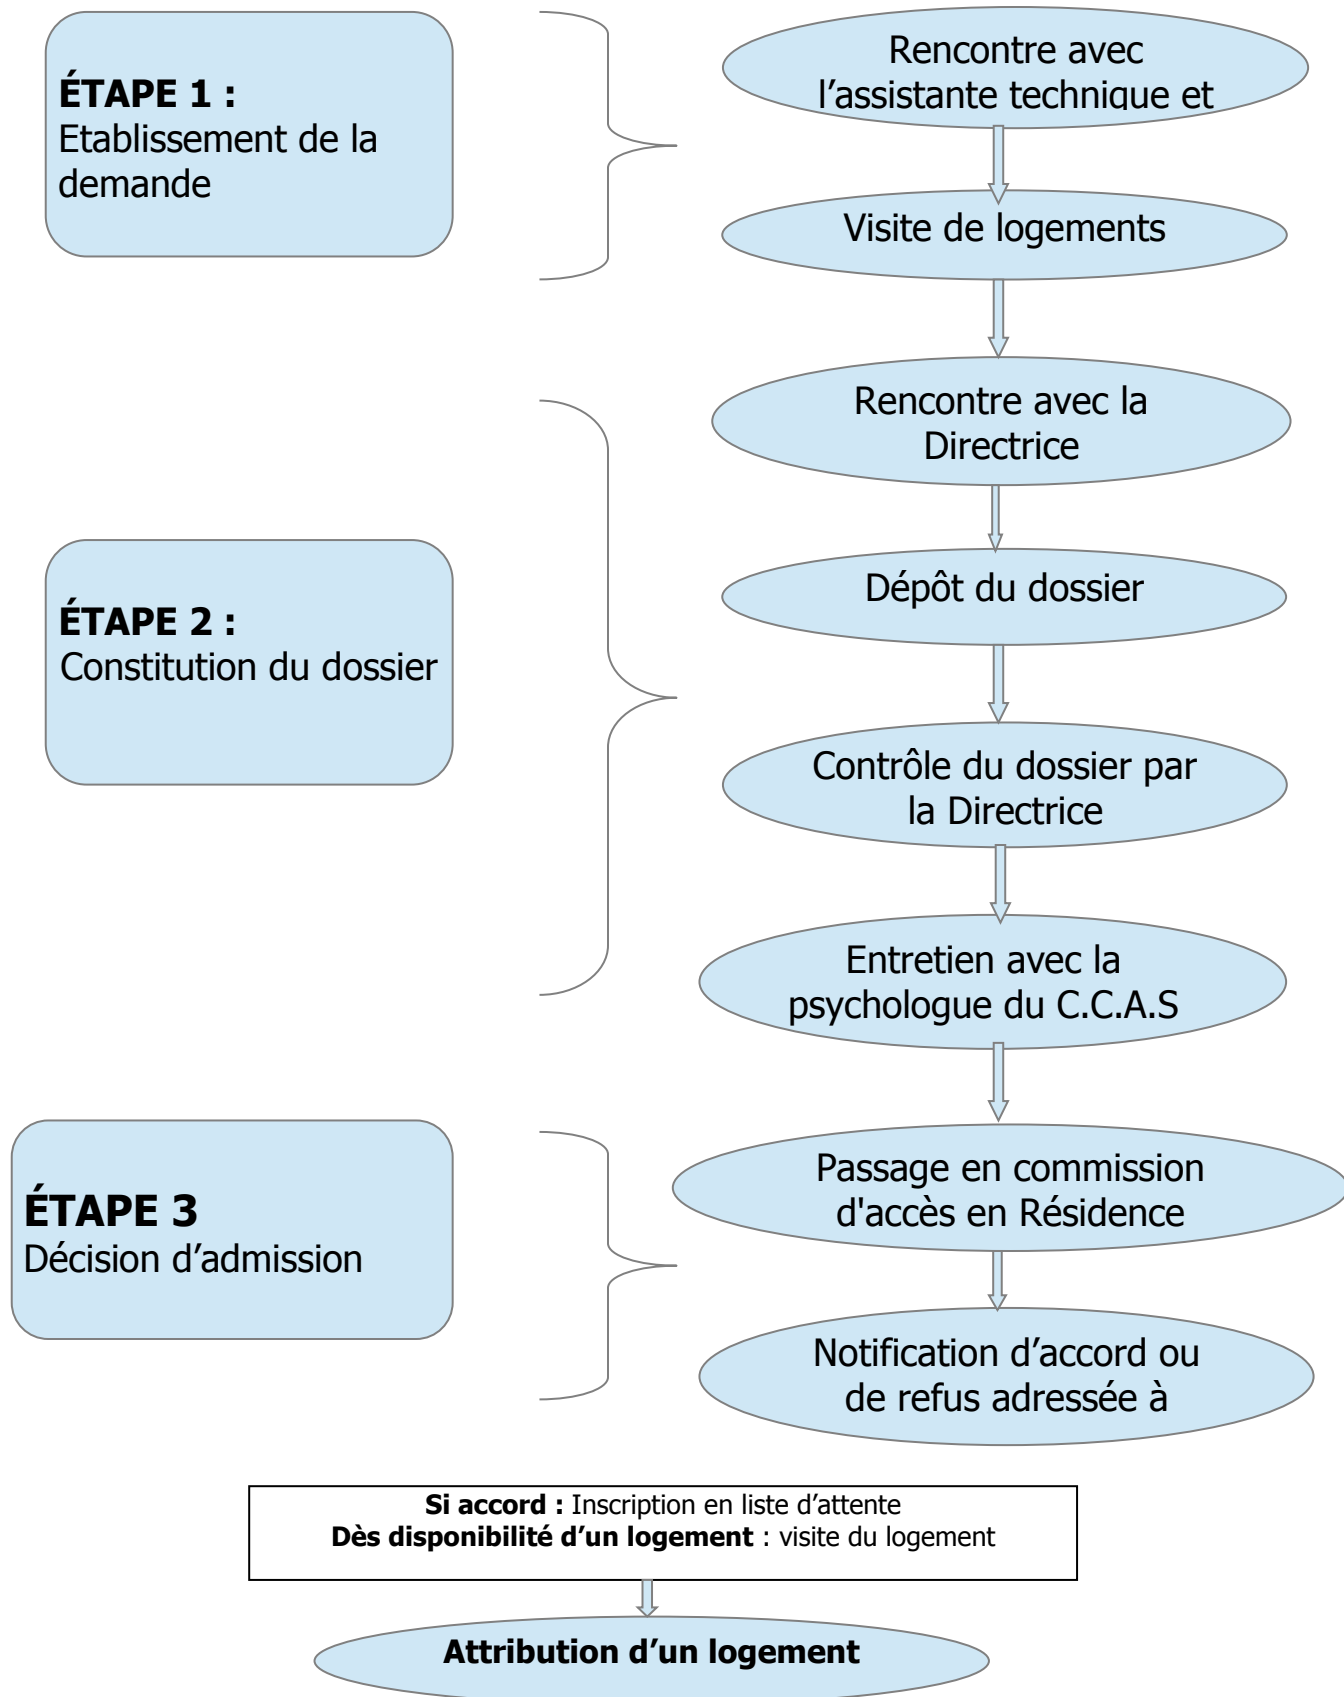 ÉTAPE 1 :
Etablissement de la
demande
Rencontre avec
l’assistante technique et
Visite de logements
ÉTAPE 2 :
Constitution du dossier
Rencontre avec la
Directrice
Dépôt du dossier
Contrôle du dossier par
la Directrice
Entretien avec la
psychologue du C.C.A.S
ÉTAPE 3
Décision d’admission
Passage en commission
d'accès en Résidence
Notification d’accord ou
de refus adressée à
Si accord : Inscription en liste d’attente
Dès disponibilité d’un logement : visite du logement
Attribution d’un logement